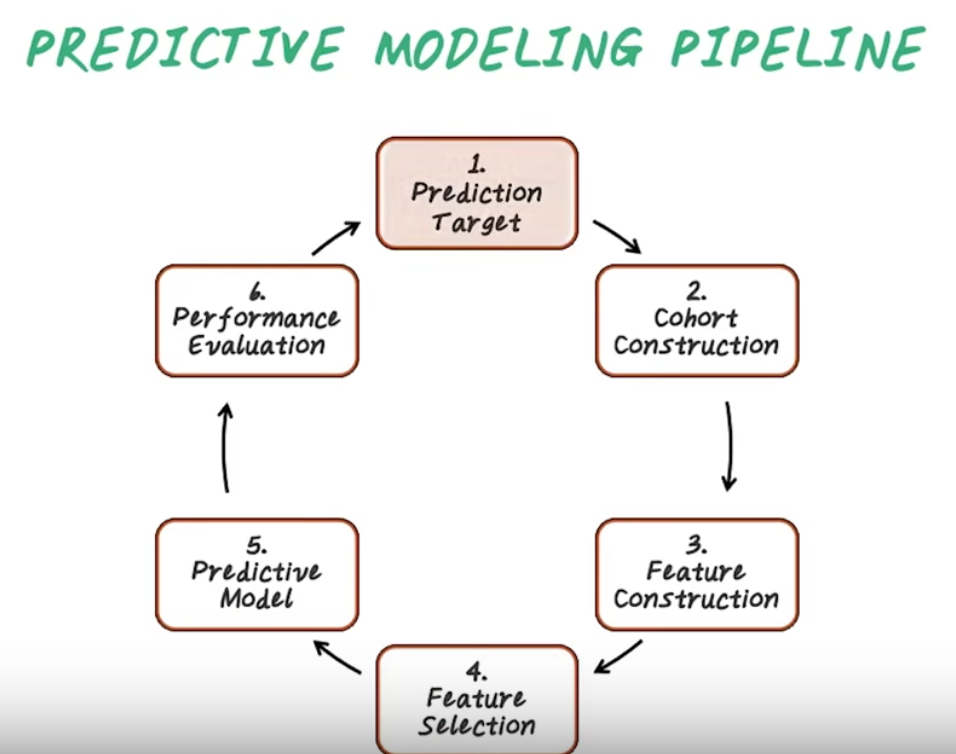 PREDICTIVE MODELING PIPELINE
1.
Prediction
Target
2.
Cohort
Construction
3.
Feature
Construction
4.
Feature
Selection
5.
Predictive
Model
6.
Performance
Evaluation